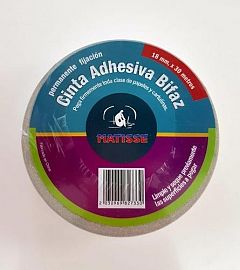 permanente fijación
18 mm x 30 metros
Cinta Adhesiva Bifaz
Pega firmemente toda clase de papeles y cartulinas.
MATISSE
Limpie y seque previamente
las superficies a pegar